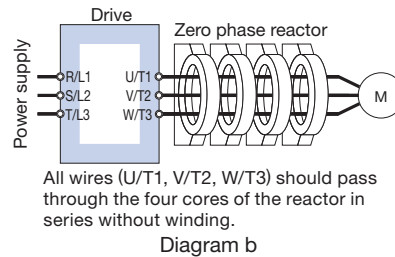 Drive
Zero phase reactor
Power supply
R/L1 U/T1
S/L2 V/T2
T/L3 W/T3
M
All wires (U/T1, V/T2, W/T3) should pass
through the four cores of the reactor in
series without winding.
Diagram b